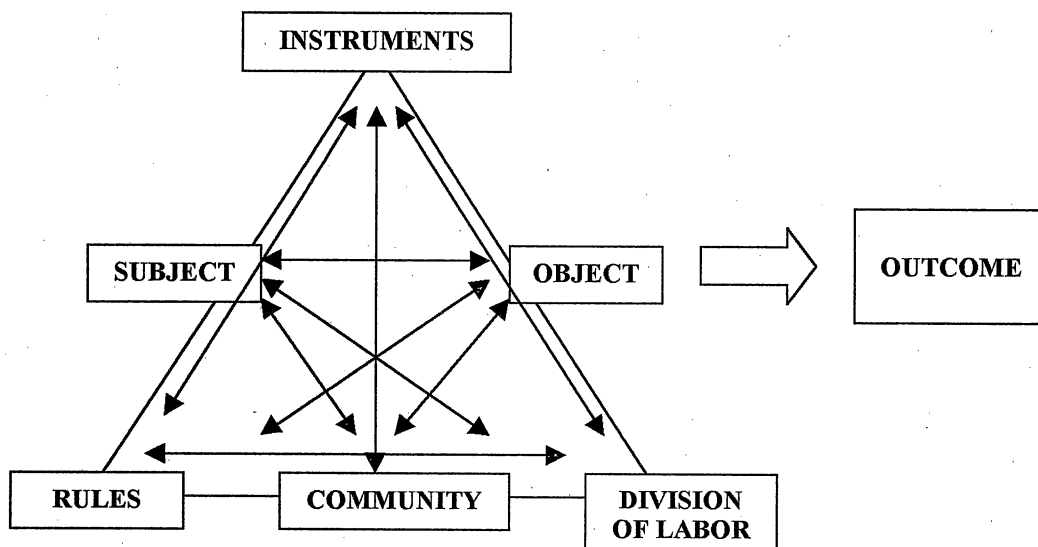 INSTRUMENTS
SUBJECT
OBJECT
OUTCOME
RULES
COMMUNITY
DIVISION
OF LABOR